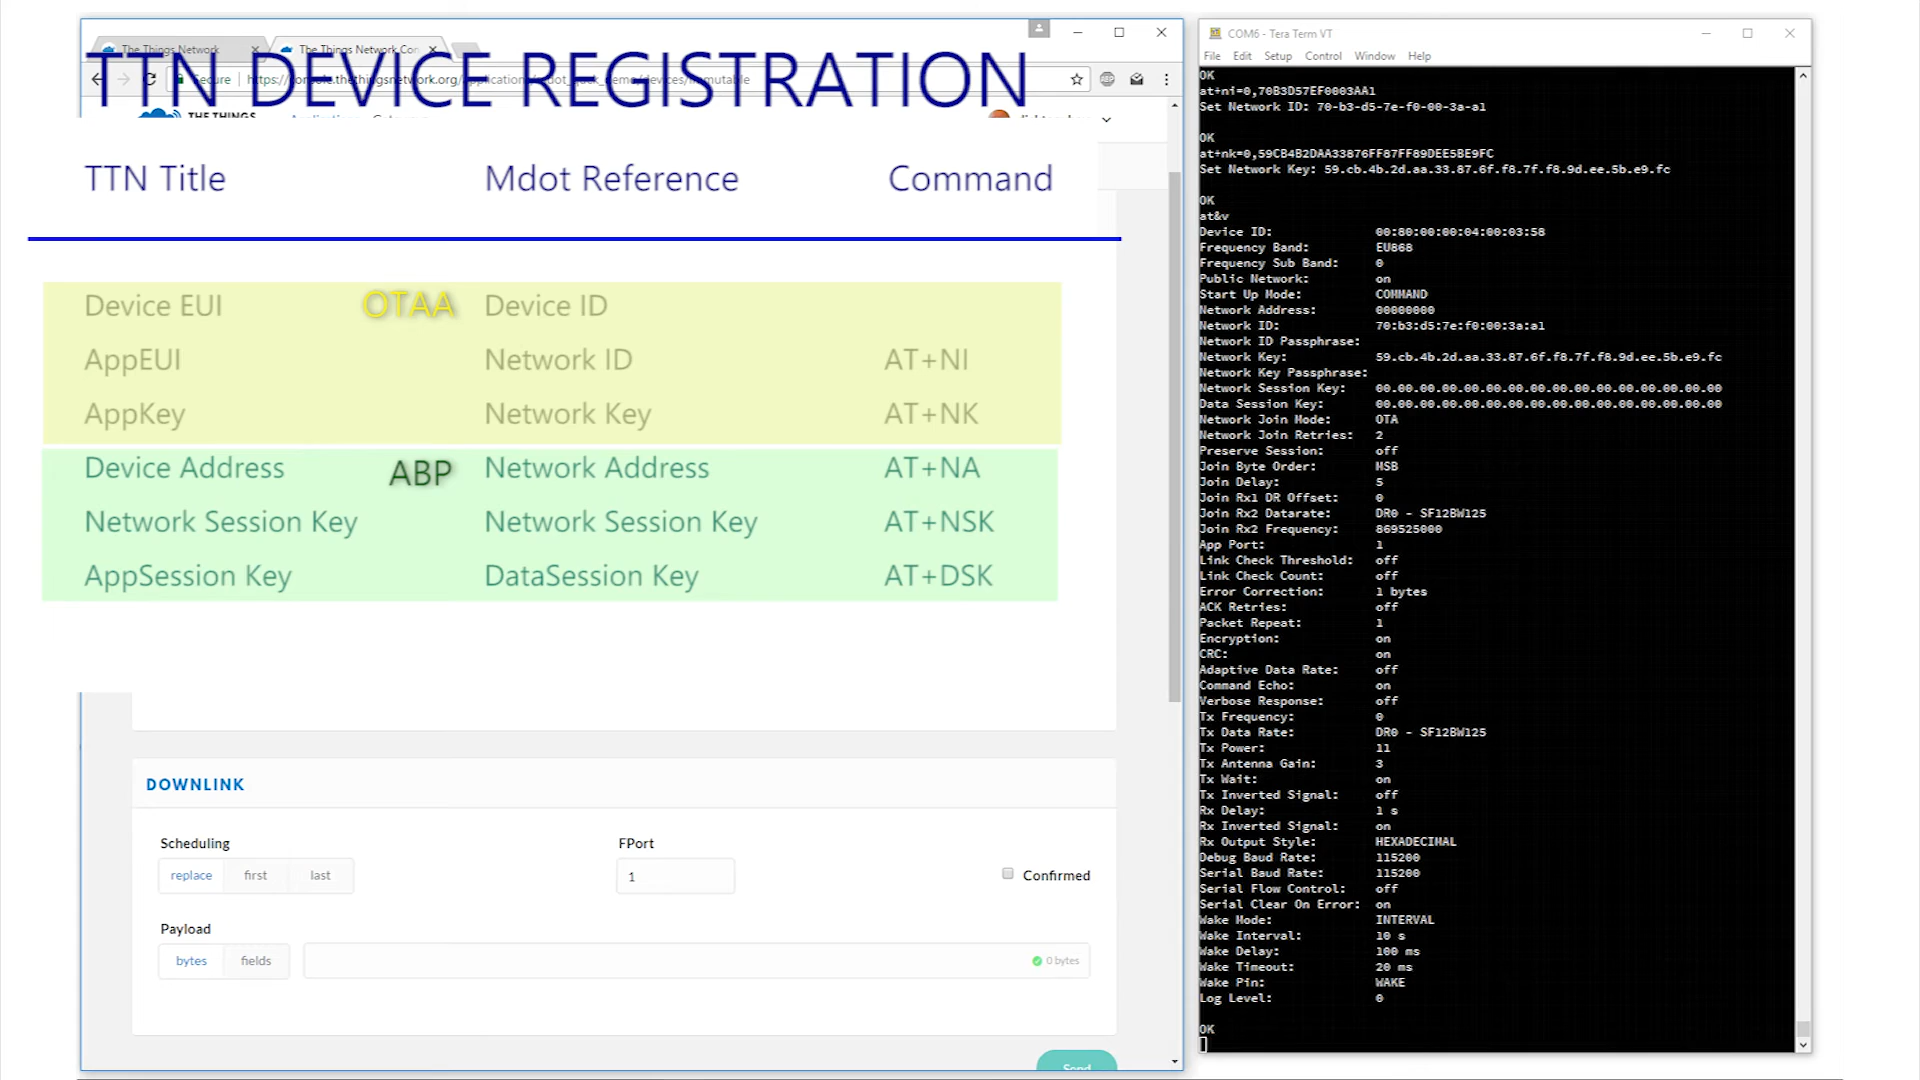 The Things Network
The Things Network Con
Secure
TTN DEVICE REGISTRATION
THE THINGS
TTN Title Mdot Reference Command
Device EUI OTAA Device ID
AppEUI Network ID AT+NI
AppKey Network Key AT+NK
Device Address ABP Network Address AT+NA
Network Session Key Network Session Key AT+NSK
AppSession Key DataSession Key AT+DSK
DOWNLINK
Scheduling FPort
replace first last 1 Confirmed
Payload
bytes fields 0 bytes
Send
COM6 - Tera Term VT
File Edit Setup Control Window Help
OK
at+ni=0,70B3D57EF0003AA1
Set Network ID: 70-b3-d5-7e-f0-00-3a-a1
OK
at+nk=0,59CB4B2DAA33876FF87FF89DEE5BE9FC
Set Network Key: 59.cb.4b.2d.aa.33.87.6f.f8.7f.f8.9d.ee.5b.e9.fc
OK
at&v
Device ID: 00:80:00:00:04:00:03:58
Frequency Band: EU868
Frequency Sub Band: 0
Public Network: on
Start Up Mode: COMMAND
Network Address: 00000000
Network ID: 70:b3:d5:7e:f0:00:3a:a1
Network ID Passphrase:
Network Key: 59.cb.4b.2d.aa.33.87.6f.f8.7f.f8.9d.ee.5b.e9.fc
Network Key Passphrase:
Network Session Key: 00.00.00.00.00.00.00.00.00.00.00.00.00.00.00.00
Data Session Key: 00.00.00.00.00.00.00.00.00.00.00.00.00.00.00.00
Network Join Mode: OTA
Network Join Retries: 2
Preserve Session: off
Join Byte Order: MSB
Join Delay: 5
Join Rx1 DR Offset: 0
Join Rx2 Datarate: DR0 - SF12BW125
Join Rx2 Frequency: 869525000
App Port: 1
Link Check Threshold: off
Link Check Count: off
Error Correction: 1 bytes
ACK Retries: off
Packet Repeat: 1
Encryption: on
CRC: on
Adaptive Data Rate: off
Command Echo: on
Verbose Response: off
Tx Frequency: 0
Tx Data Rate: DR0 - SF12BW125
Tx Power: 11
Tx Antenna Gain: 3
Tx Wait: on
Tx Inverted Signal: off
Rx Delay: 1 s
Rx Inverted Signal: on
Rx Output Style: HEXADECIMAL
Debug Baud Rate: 115200
Serial Baud Rate: 115200
Serial Flow Control: off
Serial Clear On Error: on
Wake Mode: INTERVAL
Wake Interval: 10 s
Wake Delay: 100 ms
Wake Timeout: 20 ms
Wake Pin: WAKE
Log Level: 0
OK